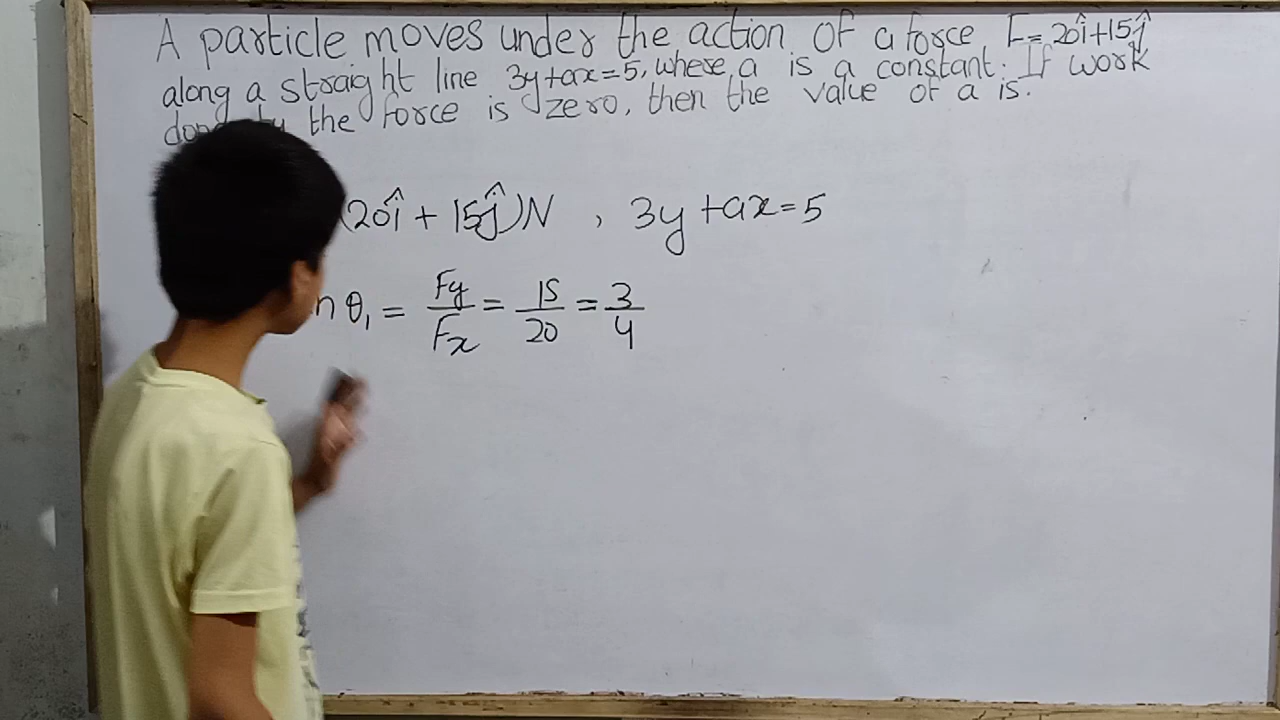 A particle moves under the action of a force F = 20î+15ĵ
along a straight line 3y+ax=5, where a is a constant. If work
the force is zero, then the value of a is.
(20î + 15ĵ)N , 3y +ax=5
θ₁ = Fy/Fx = 15/20 = 3/4